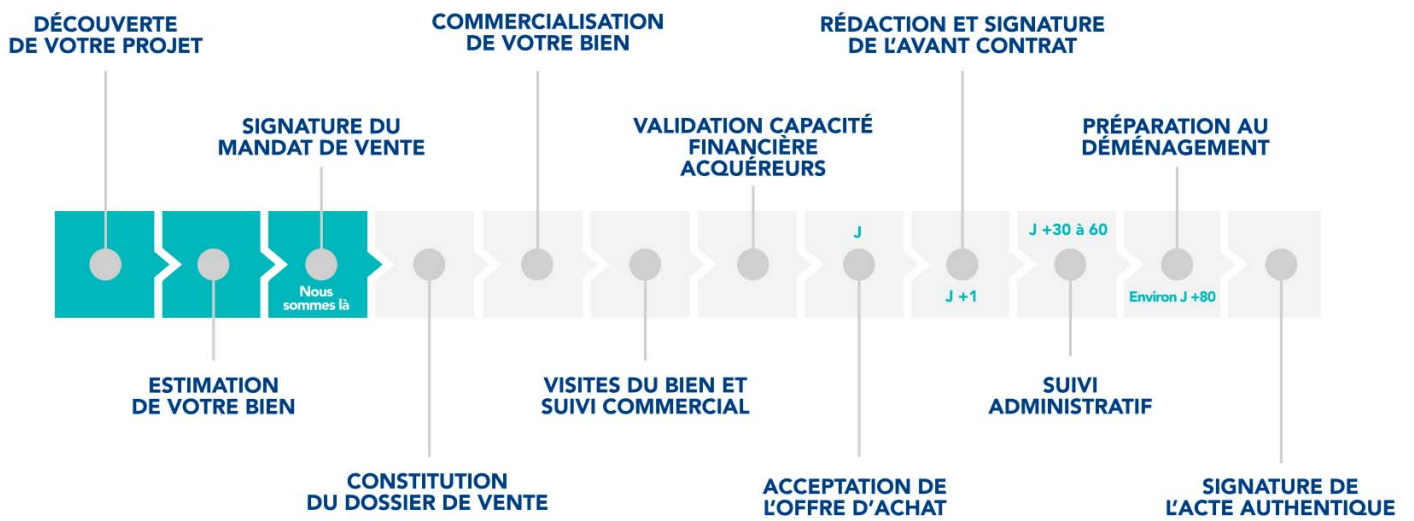 DÉCOUVERTE
DE VOTRE PROJET
COMMERCIALISATION
DE VOTRE BIEN
RÉDACTION ET SIGNATURE
DE L'AVANT CONTRAT
SIGNATURE DU
MANDAT DE VENTE
VALIDATION CAPACITÉ
FINANCIÈRE
ACQUÉREURS
PRÉPARATION AU
DÉMÉNAGEMENT
Nous
sommes là
J
J +1
J +30 à 60
Environ J +80
ESTIMATION
DE VOTRE BIEN
VISITES DU BIEN ET
SUIVI COMMERCIAL
SUIVI
ADMINISTRATIF
CONSTITUTION
DU DOSSIER DE VENTE
ACCEPTATION DE
L'OFFRE D'ACHAT
SIGNATURE DE
L'ACTE AUTHENTIQUE